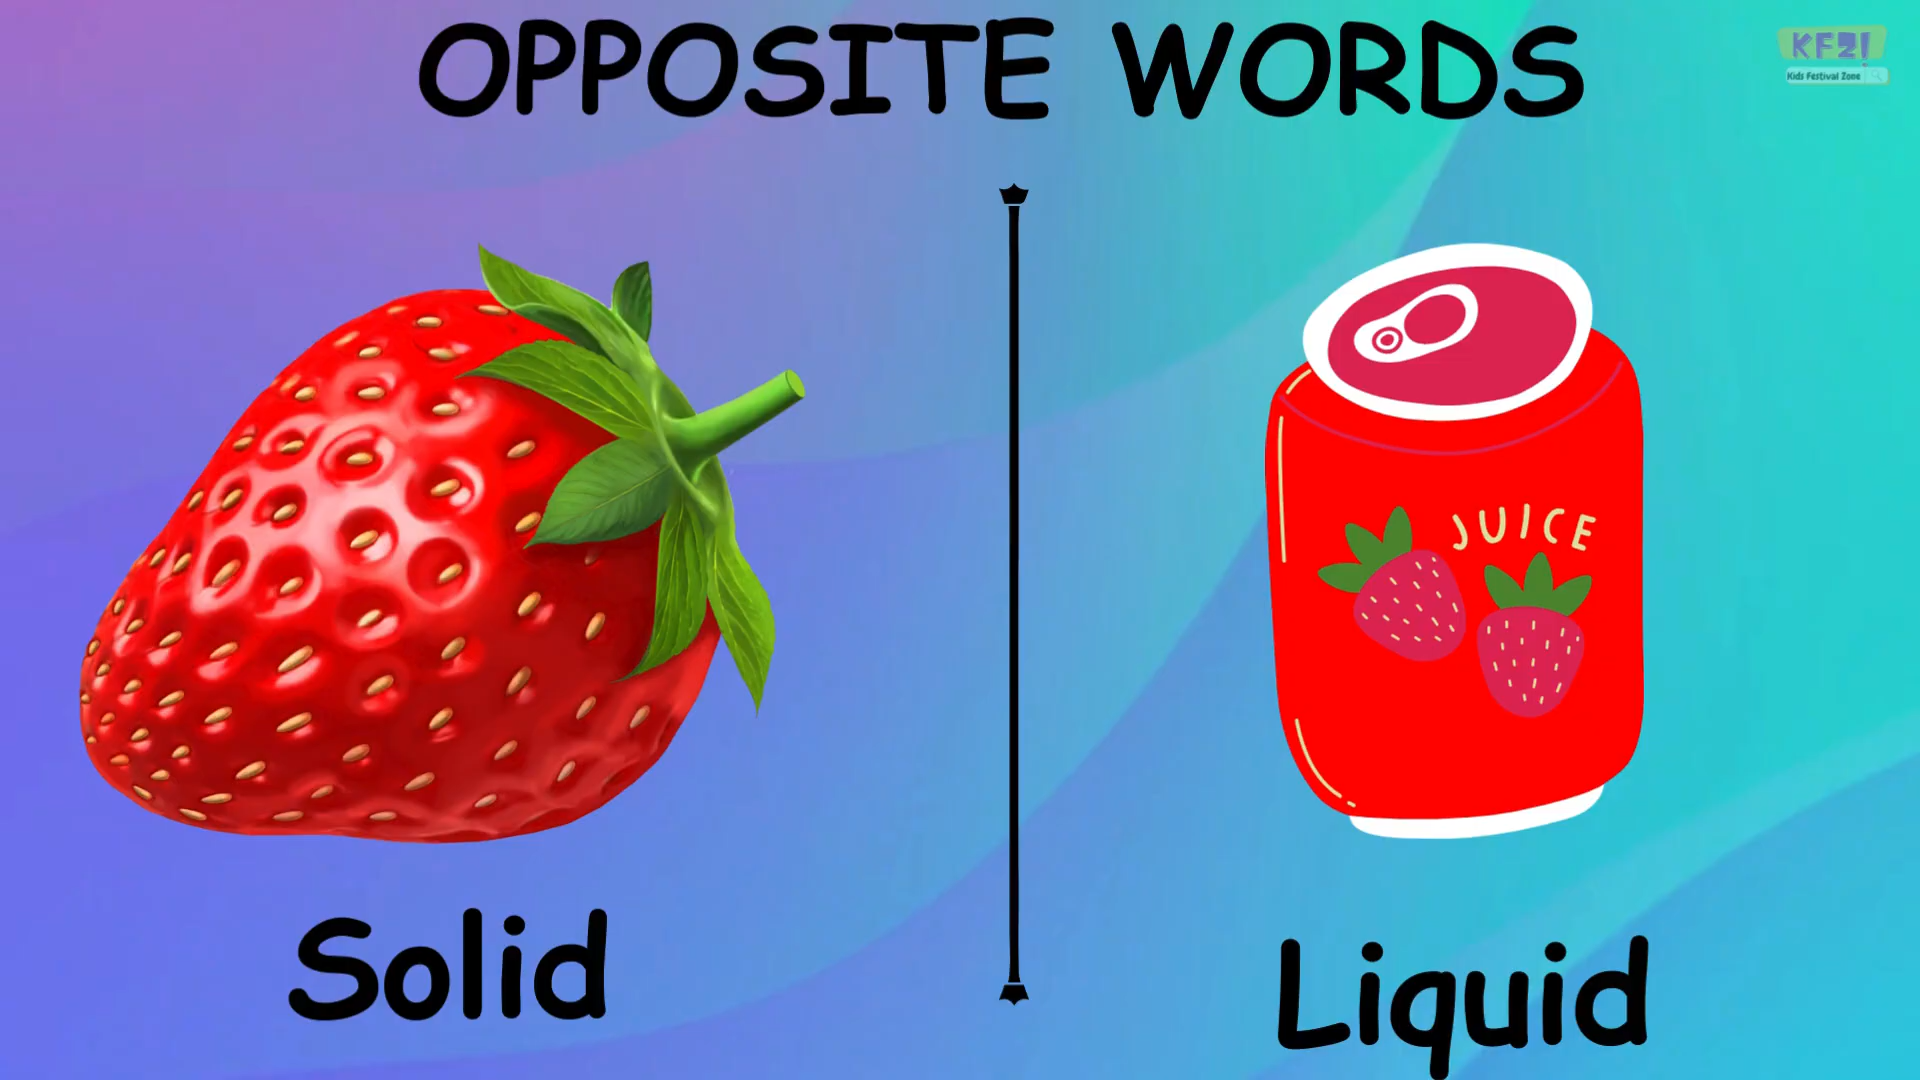 OPPOSITE WORDS
KFZ!
Kids Festival Zone
JUICE
Solid
Liquid